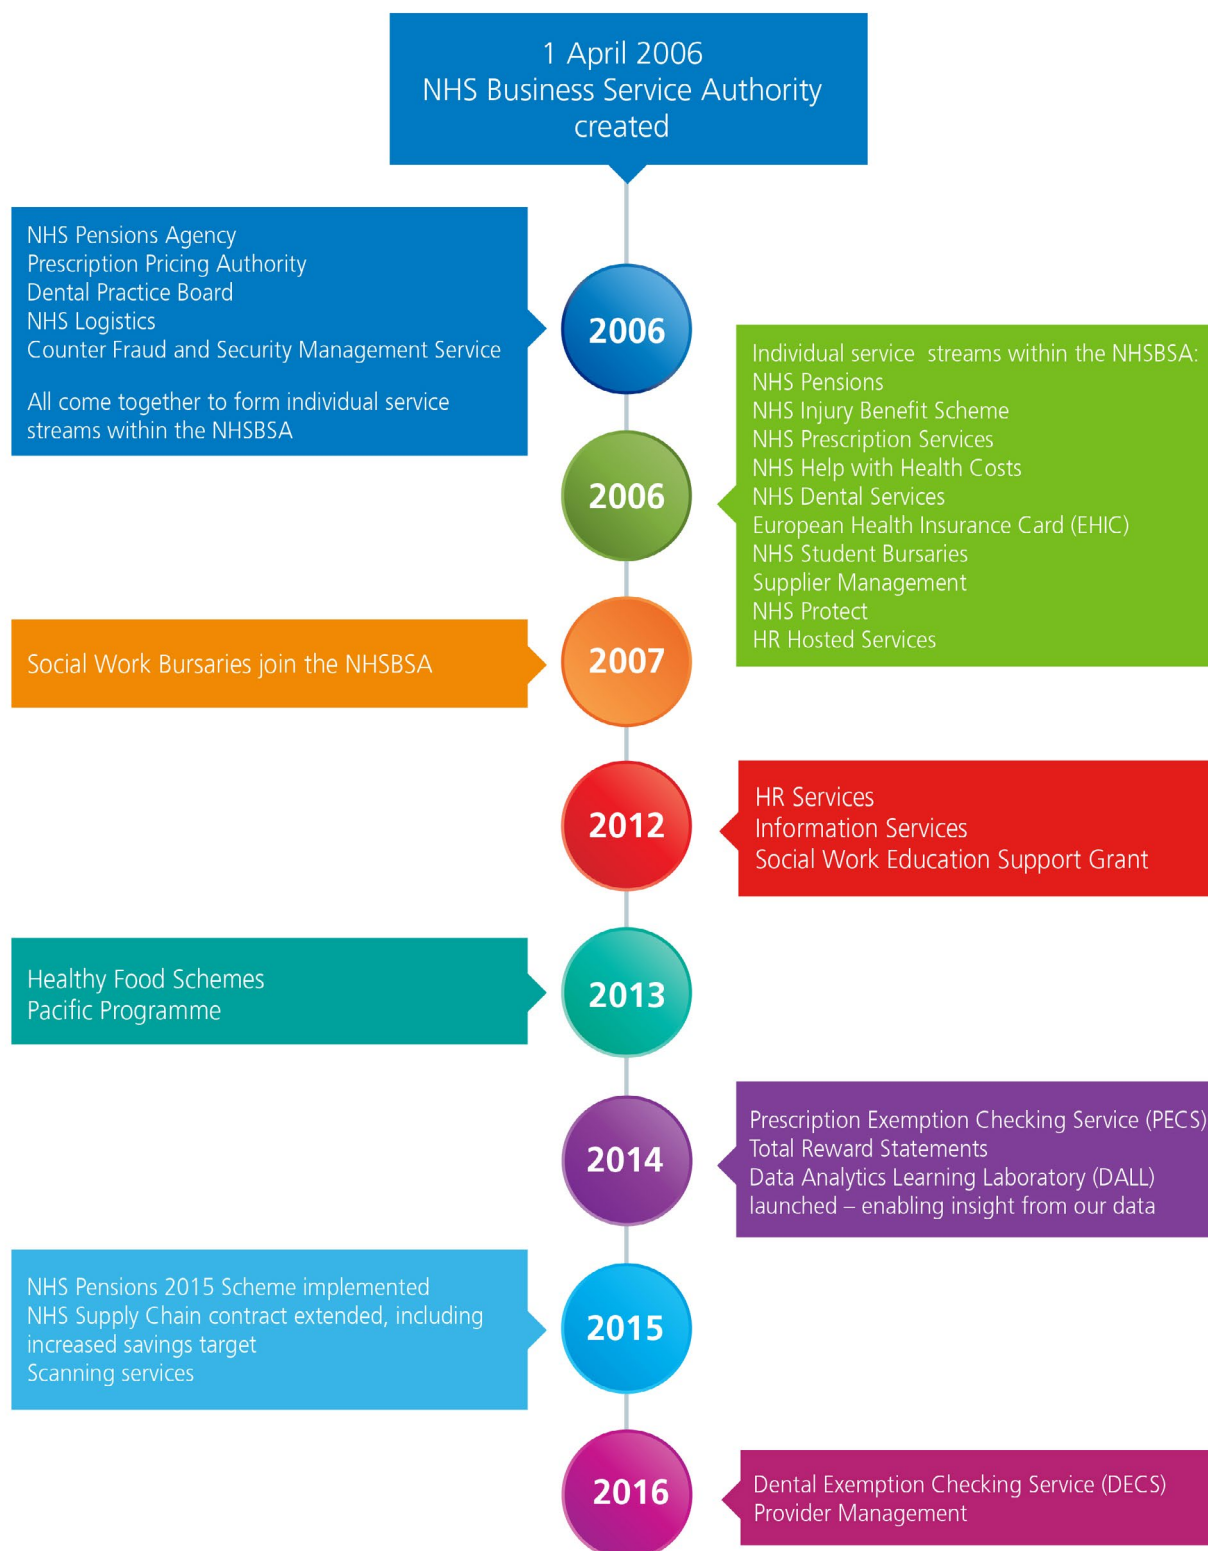 1 April 2006
NHS Business Service Authority
created
NHS Pensions Agency
Prescription Pricing Authority
Dental Practice Board
NHS Logistics
Counter Fraud and Security Management Service
All come together to form individual service
streams within the NHSBSA
2006
Individual service streams within the NHSBSA:
NHS Pensions
NHS Injury Benefit Scheme
NHS Prescription Services
NHS Help with Health Costs
NHS Dental Services
European Health Insurance Card (EHIC)
NHS Student Bursaries
Supplier Management
NHS Protect
HR Hosted Services
2006
Social Work Bursaries join the NHSBSA
2007
2012
HR Services
Information Services
Social Work Education Support Grant
Healthy Food Schemes
Pacific Programme
2013
2014
Prescription Exemption Checking Service (PECS)
Total Reward Statements
Data Analytics Learning Laboratory (DALL)
launched – enabling insight from our data
NHS Pensions 2015 Scheme implemented
NHS Supply Chain contract extended, including
increased savings target
Scanning services
2015
2016
Dental Exemption Checking Service (DECS)
Provider Management